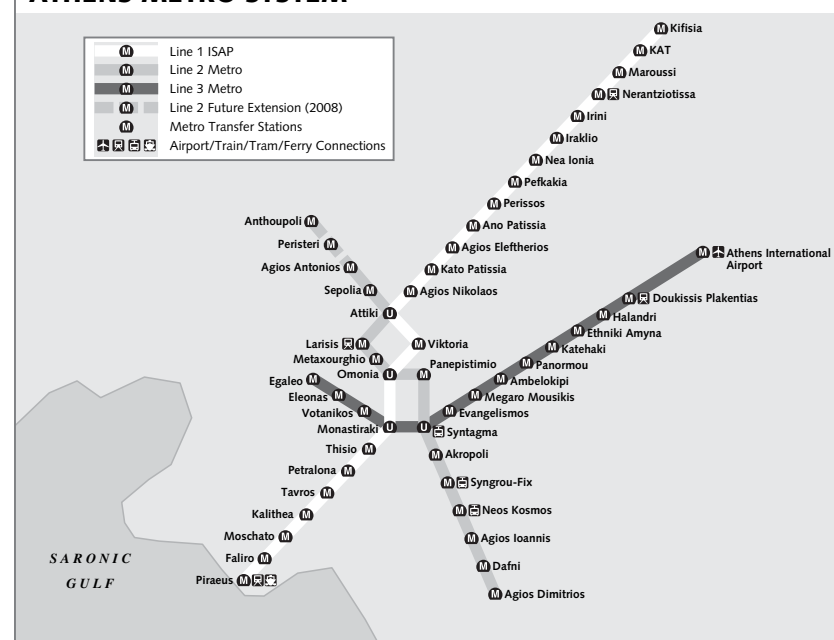 ATHENS METRO SYSTEM
M Line 1 ISAP
M Line 2 Metro
M Line 3 Metro
M Line 2 Future Extension (2008)
M Metro Transfer Stations
Airport/Train/Tram/Ferry Connections
M Kifisia
M KAT
M Maroussi
M Nerantziotissa
M Irini
M Iraklio
M Nea Ionia
M Pefkakia
M Perissos
M Ano Patissia
M Agios Eleftherios
M Kato Patissia
M Agios Nikolaos
Anthoupoli M
Peristeri M
Agios Antonios M
Sepolia M
Attiki U
Larisis M
M Viktoria
Metaxourghio M
Omonia U
M Panepistimio
Egaleo M
Eleonas M
Votanikos M
Monastiraki U
U Syntagma
M Athens International
Airport
M Doukissis Plakentias
M Halandri
M Ethniki Amyna
M Katehaki
M Panormou
M Ambelokipi
M Megaro Mousikis
M Evangelismos
Thisio M
Petralona M
Tavros M
Kalithea M
Moschato M
Faliro M
Piraeus M
M Akropoli
M Syngrou-Fix
M Neos Kosmos
M Agios Ioannis
M Dafni
M Agios Dimitrios
SARONIC
GULF